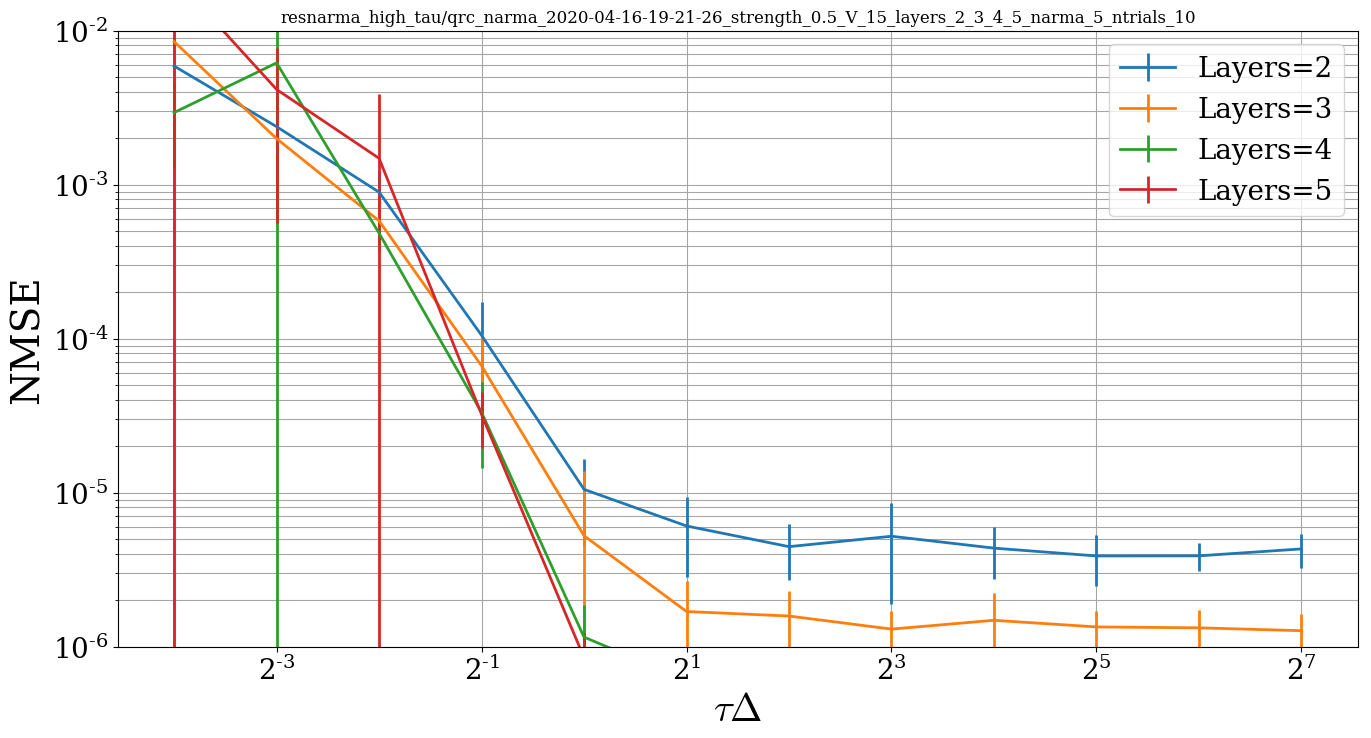 resnarma_high_tau/qrc_narma_2020-04-16-19-21-26_strength_0.5_V_15_layers_2_3_4_5_narma_5_ntrials_10
10^-2
10^-3
10^-4
10^-5
10^-6
NMSE
Layers=2
Layers=3
Layers=4
Layers=5
2^-3 2^-1 2^1 2^3 2^5 2^7
τΔ